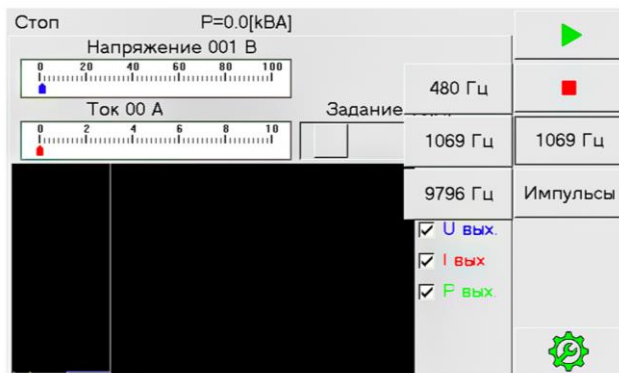 Стоп P=0.0[kBA]
Напряжение 001 В
0 20 40 60 80 100
480 Гц
Ток 00 А Задание
0 2 4 6 8 10
1069 Гц 1069 Гц
9796 Гц Импульсы
U вых.
I вых
P вых.